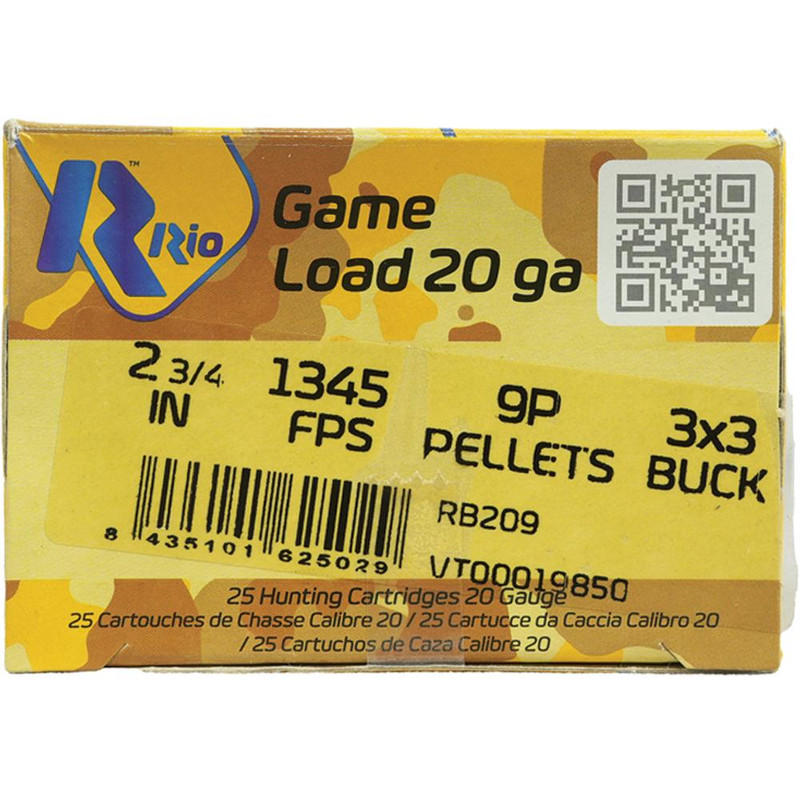 R™ Rio
Game
Load 20 ga
2 3/4 IN
1345 FPS
9P PELLETS
3x3 BUCK
RB209
VT00019850
8 435101 625029
25 Hunting Cartridges 20 Gauge
25 Cartouches de Chasse Calibre 20 / 25 Cartucce da Caccia Calibro 20
/ 25 Cartuchos de Caza Calibre 20